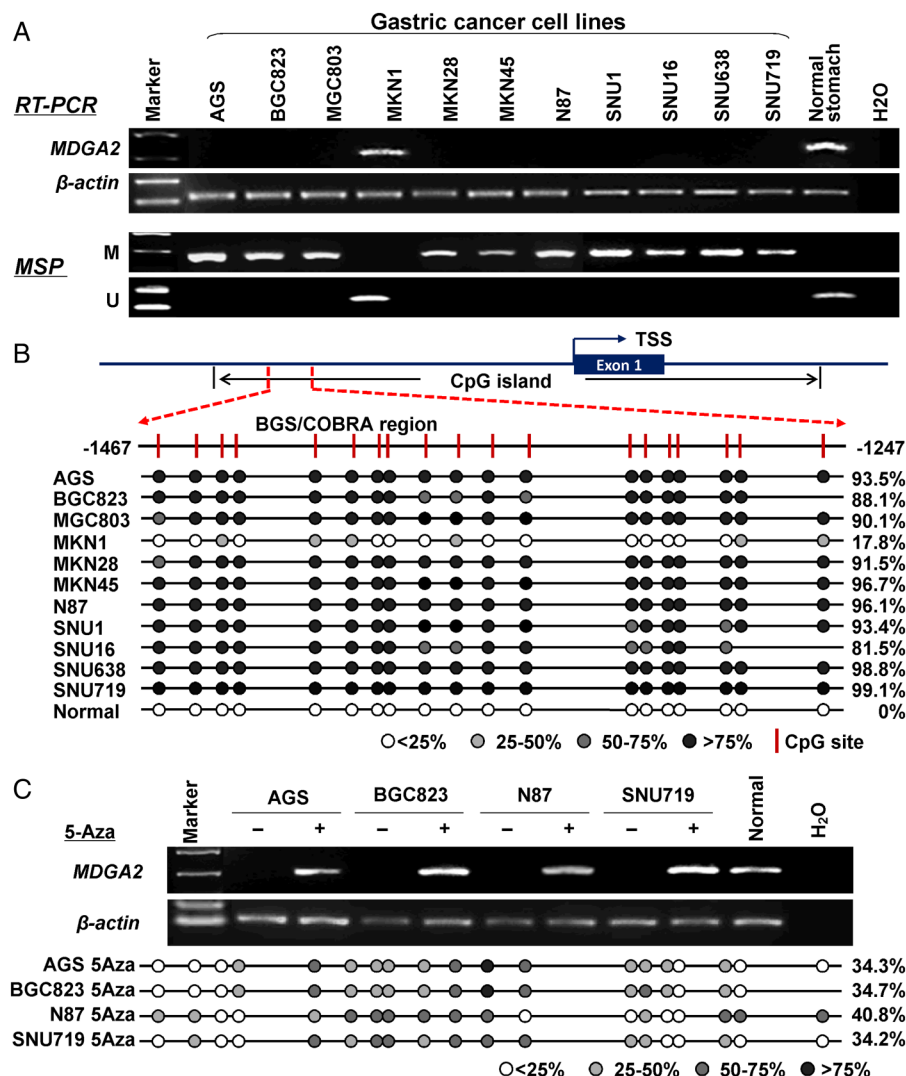 A
Gastric cancer cell lines
RT-PCR
Marker AGS BGC823 MGC803 MKN1 MKN28 MKN45 N87 SNU1 SNU16 SNU638 SNU719 Normal stomach H2O
MDGA2
β-actin
MSP
M
U
B
TSS
Exon 1
CpG island
BGS/COBRA region
-1467 -1247
AGS 93.5%
BGC823 88.1%
MGC803 90.1%
MKN1 17.8%
MKN28 91.5%
MKN45 96.7%
N87 96.1%
SNU1 93.4%
SNU16 81.5%
SNU638 98.8%
SNU719 99.1%
Normal 0%
<25% 25-50% 50-75% >75% CpG site
C
Marker AGS BGC823 N87 SNU719 Normal H₂O
5-Aza – + – + – + – +
MDGA2
β-actin
AGS 5Aza 34.3%
BGC823 5Aza 34.7%
N87 5Aza 40.8%
SNU719 5Aza 34.2%
<25% 25-50% 50-75% >75%